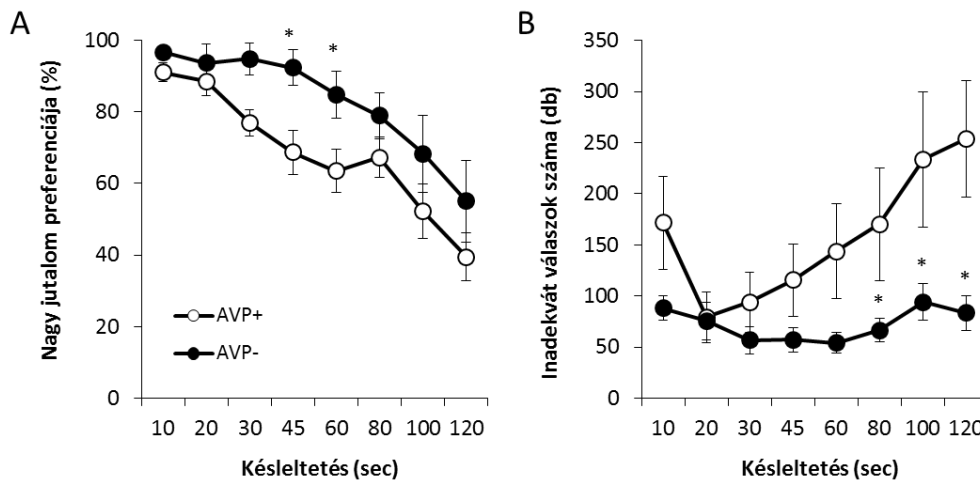 A
Nagy jutalom preferenciája (%)
100
80
60
40
20
0
* *
AVP+
AVP-
10 20 30 45 60 80 100 120
Késleltetés (sec)
B
Inadekvát válaszok száma (db)
350
300
250
200
150
100
50
0
* * *
10 20 30 45 60 80 100 120
Késleltetés (sec)